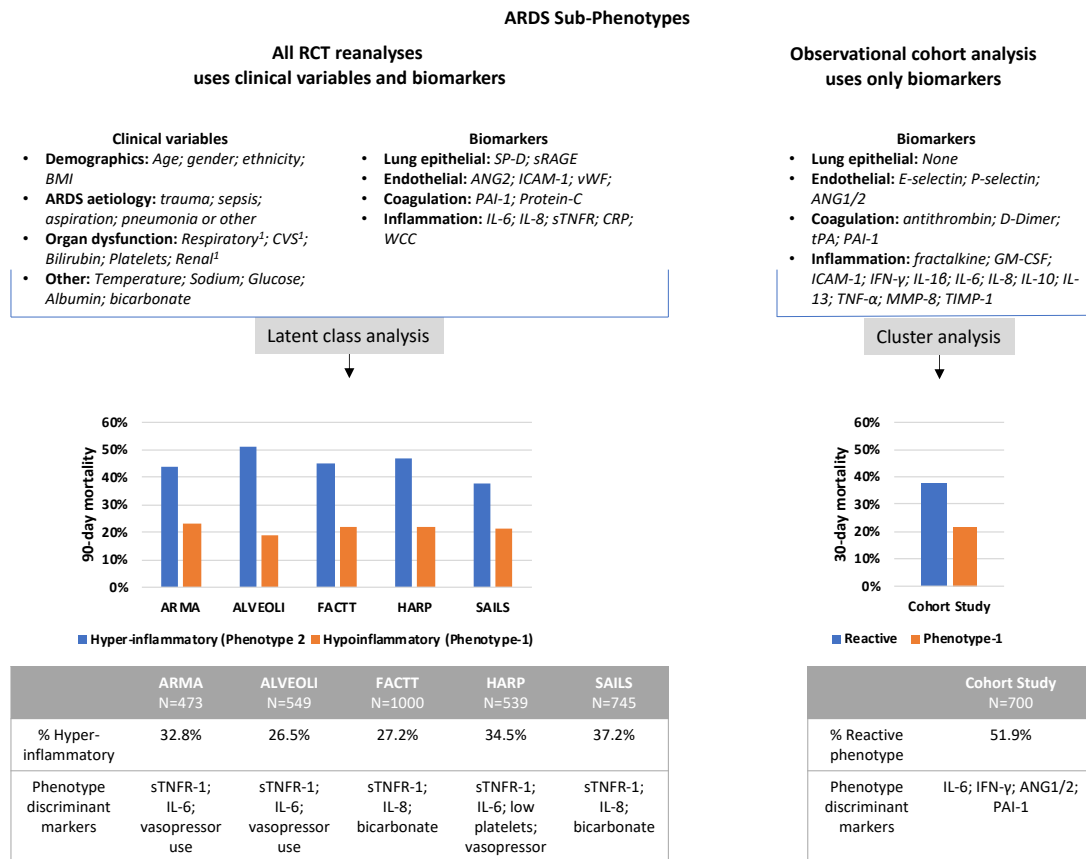 ARDS Sub-Phenotypes
All RCT reanalyses
uses clinical variables and biomarkers
Clinical variables
• Demographics: Age; gender; ethnicity;
BMI
• ARDS aetiology: trauma; sepsis;
aspiration; pneumonia or other
• Organ dysfunction: Respiratory¹; CVS¹;
Bilirubin; Platelets; Renal¹
• Other: Temperature; Sodium; Glucose;
Albumin; bicarbonate
Biomarkers
• Lung epithelial: SP-D; sRAGE
• Endothelial: ANG2; ICAM-1; vWF;
• Coagulation: PAI-1; Protein-C
• Inflammation: IL-6; IL-8; sTNFR; CRP;
WCC
Latent class analysis
90-day mortality
60%
50%
40%
30%
20%
10%
0%
ARMA ALVEOLI FACTT HARP SAILS
Hyper-inflammatory (Phenotype 2 Hypoinflammatory (Phenotype-1)
ARMA ALVEOLI FACTT HARP SAILS
N=473 N=549 N=1000 N=539 N=745
% Hyper-
inflammatory
32.8% 26.5% 27.2% 34.5% 37.2%
Phenotype
discriminant
markers
sTNFR-1;
IL-6;
vasopressor
use
sTNFR-1;
IL-6;
vasopressor
use
sTNFR-1;
IL-8;
bicarbonate
sTNFR-1;
IL-6; low
platelets;
vasopressor
sTNFR-1;
IL-8;
bicarbonate
Observational cohort analysis
uses only biomarkers
Biomarkers
• Lung epithelial: None
• Endothelial: E-selectin; P-selectin;
ANG1/2
• Coagulation: antithrombin; D-Dimer;
tPA; PAI-1
• Inflammation: fractalkine; GM-CSF;
ICAM-1; IFN-γ; IL-1β; IL-6; IL-8; IL-10; IL-
13; TNF-α; MMP-8; TIMP-1
Cluster analysis
30-day mortality
60%
50%
40%
30%
20%
10%
0%
Cohort Study
Reactive Phenotype-1
Cohort Study
N=700
% Reactive
phenotype
51.9%
Phenotype
discriminant
markers
IL-6; IFN-γ; ANG1/2;
PAI-1